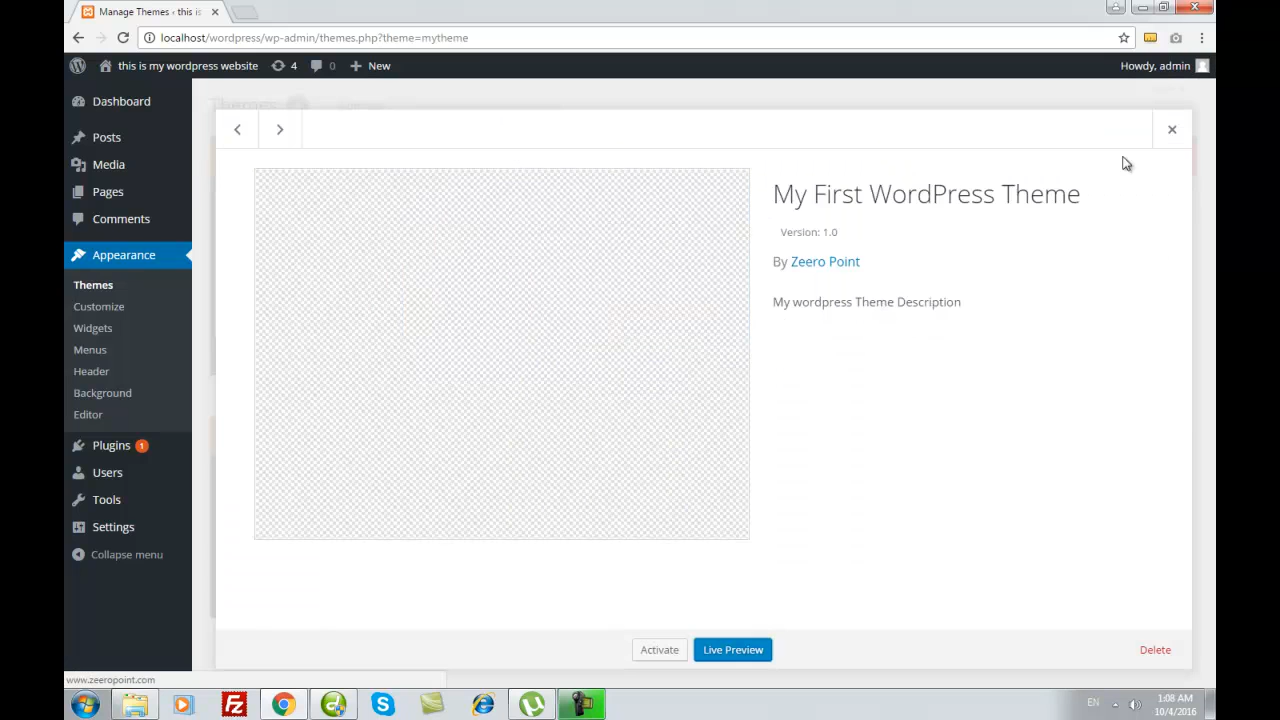 Manage Themes ‹ this is
localhost/wordpress/wp-admin/themes.php?theme=mytheme
this is my wordpress website 4 0 New Howdy, admin
Dashboard
Posts
Media
Pages
Comments
Appearance
Themes
Customize
Widgets
Menus
Header
Background
Editor
Plugins 1
Users
Tools
Settings
Collapse menu
Themes
My First WordPress Theme
Version: 1.0
By Zeero Point
My wordpress Theme Description
Activate Live Preview Delete
www.zeeropoint.com
EN 1:08 AM
10/4/2016